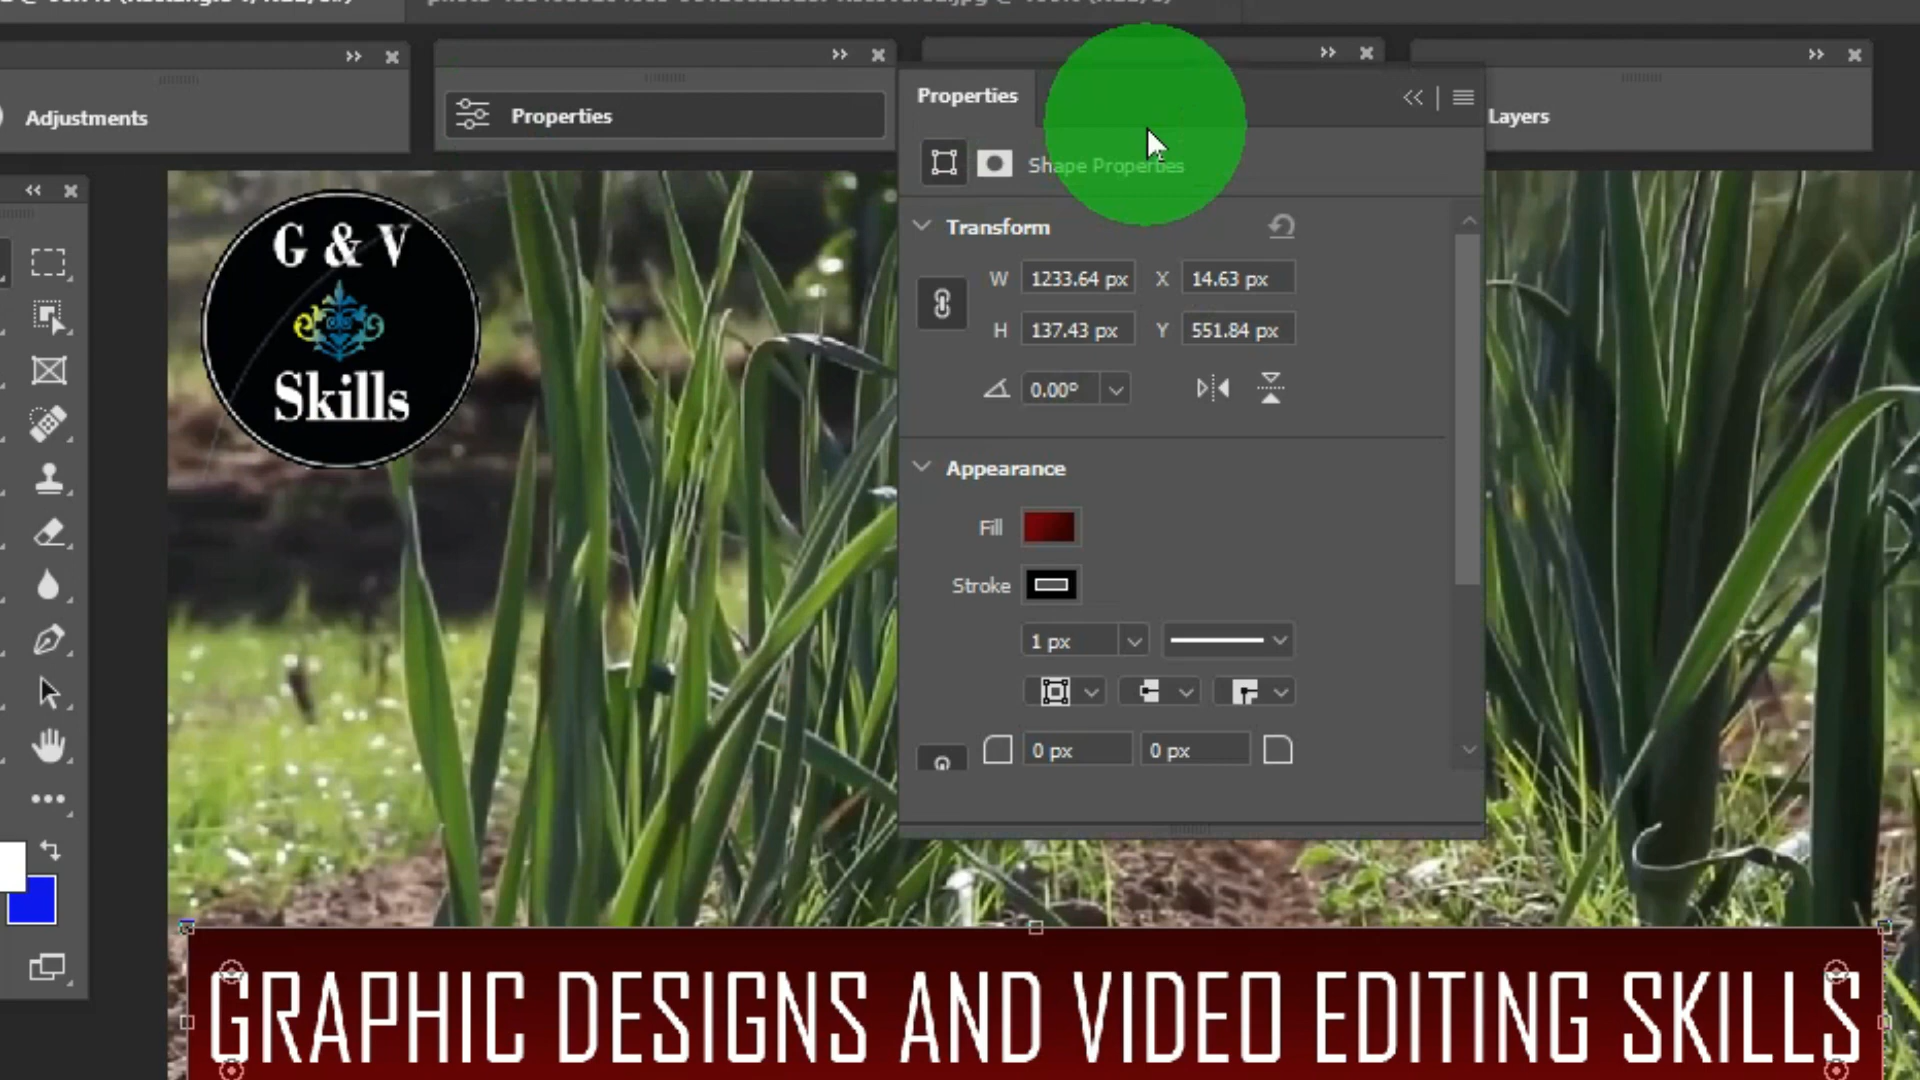 Adjustments
Properties
Properties
Layers
Shape Properties
Transform
W 1233.64 px X 14.63 px
H 137.43 px Y 551.84 px
0.00°
Appearance
Fill
Stroke
1 px
0 px 0 px
G & V
Skills
GRAPHIC DESIGNS AND VIDEO EDITING SKILLS